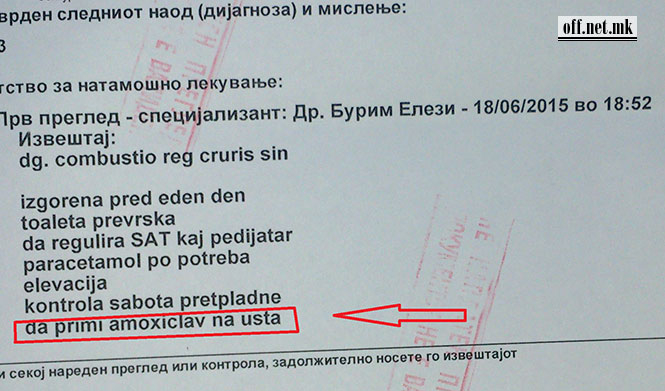 врден следниот наод (дијагноза) и мислење:
off.net.mk
3
тство за натамошно лекување:
Прв преглед - специјализант: Др. Бурим Елези - 18/06/2015 во 18:52
Извештај:
dg. combustio reg cruris sin
izgorena pred eden den
toaleta prevrska
da regulira SAT kaj pedijatar
paracetamol po potreba
elevacija
kontrola sabota pretpladne
da primi amoxiclav na usta
и секој нареден преглед или контрола, задолжително носете го извештајот